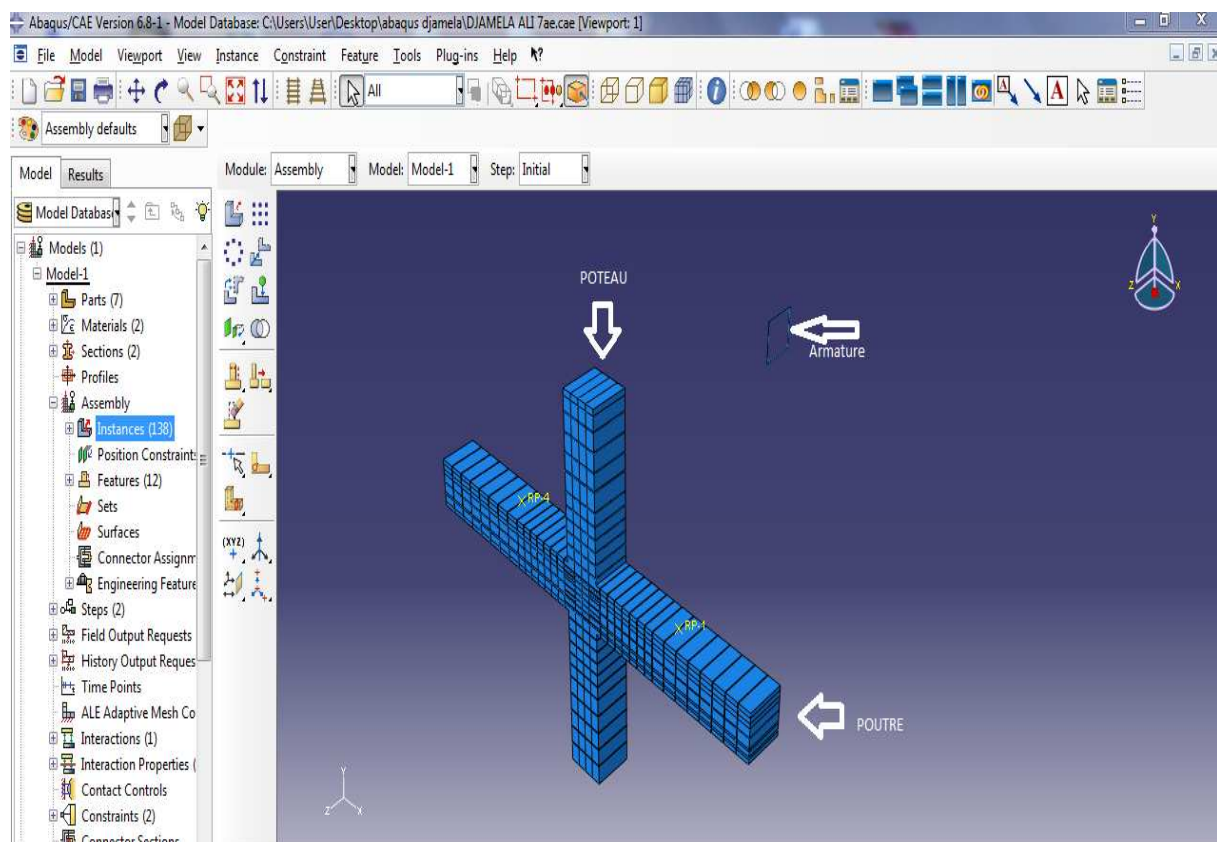 Abaqus/CAE Version 6.8-1 - Model Database: C:\Users\User\Desktop\abaqus djamela\DJAMELA ALI 7ae.cae [Viewport: 1]
File Model Viewport View Instance Constraint Feature Tools Plug-ins Help
All
Assembly defaults
Model Results
Module: Assembly Model: Model-1 Step: Initial
Model Databas
Models (1)
Model-1
Parts (7)
Materials (2)
Sections (2)
Profiles
Assembly
Instances (138)
Position Constraint
Features (12)
Sets
Surfaces
Connector Assignm
Engineering Feature
Steps (2)
Field Output Requests
History Output Reques
Time Points
ALE Adaptive Mesh Co
Interactions (1)
Interaction Properties (
Contact Controls
Constraints (2)
Connector Sections
(XYZ)
A
POTEAU
Armature
RP-4
RP-1
POUTRE
Y
Z X
Y
Z X